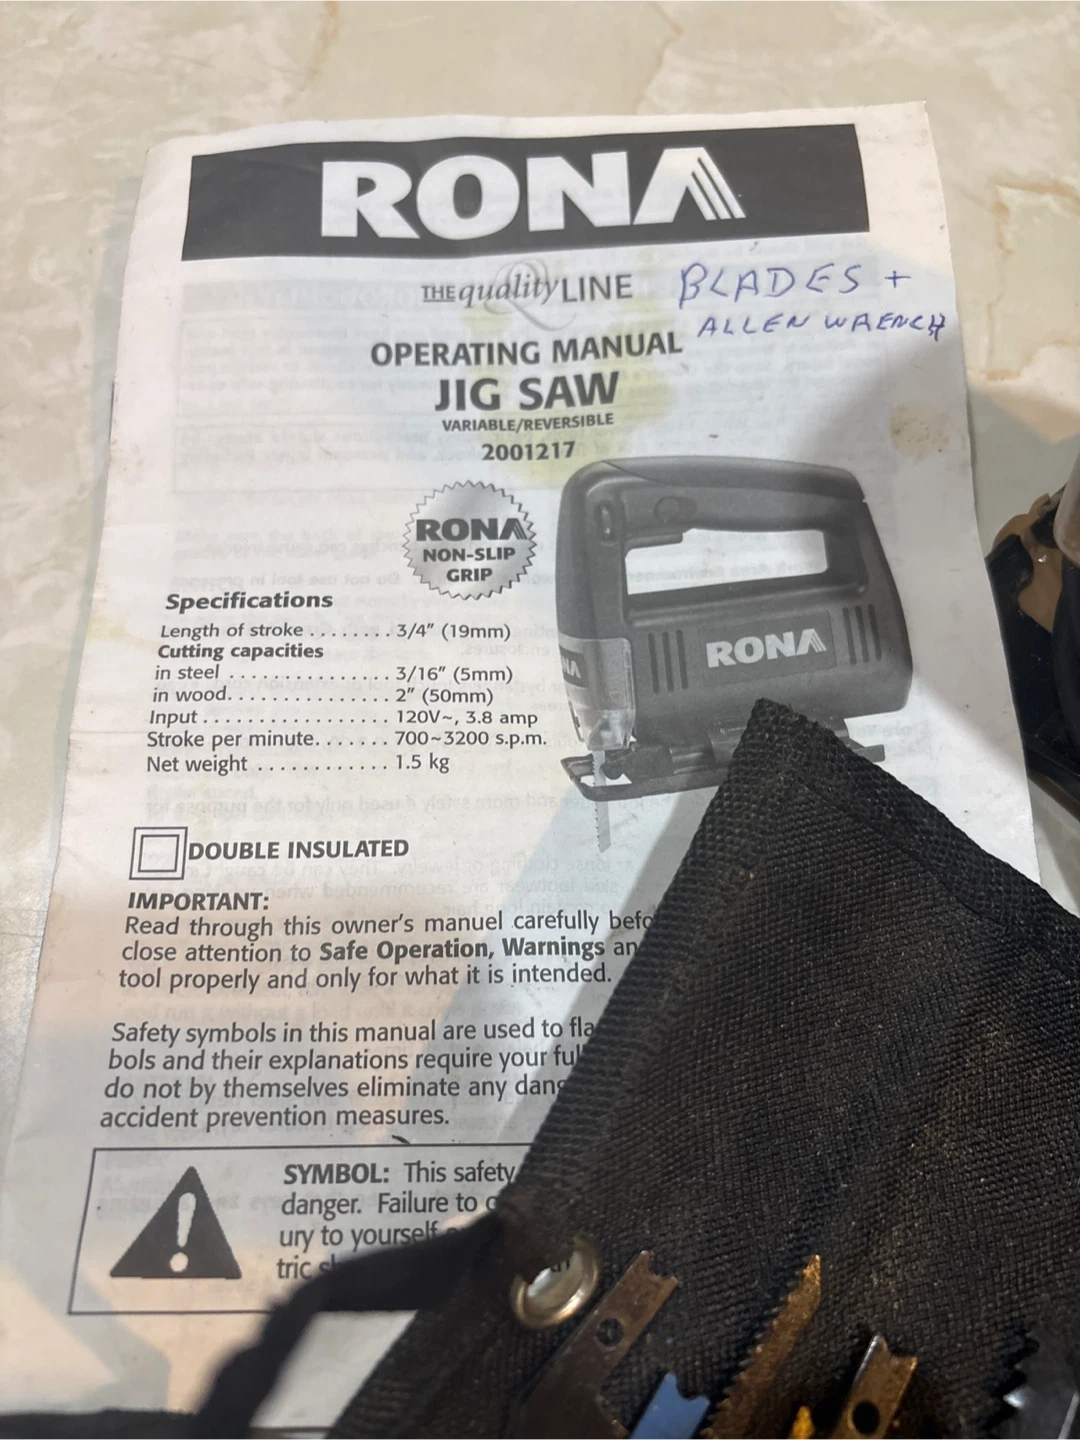 RONA
THE quality LINE
BLADES +
ALLEN WRENCH
OPERATING MANUAL
JIG SAW
VARIABLE/REVERSIBLE
2001217
RONA
NON-SLIP
GRIP
RONA
Specifications
Length of stroke ........ 3/4" (19mm)
Cutting capacities
in steel ............... 3/16" (5mm)
in wood............... 2" (50mm)
Input ................. 120V~, 3.8 amp
Stroke per minute....... 700~3200 s.p.m.
Net weight ............ 1.5 kg
DOUBLE INSULATED
IMPORTANT:
Read through this owner's manuel carefully
close attention to Safe Operation, Warnings
tool properly and only for what it is intended.
Safety symbols in this manual are used to
bols and their explanations require your
do not by themselves eliminate any
accident prevention measures.
SYMBOL: This safety
danger. Failure to
ury to yourself
tric